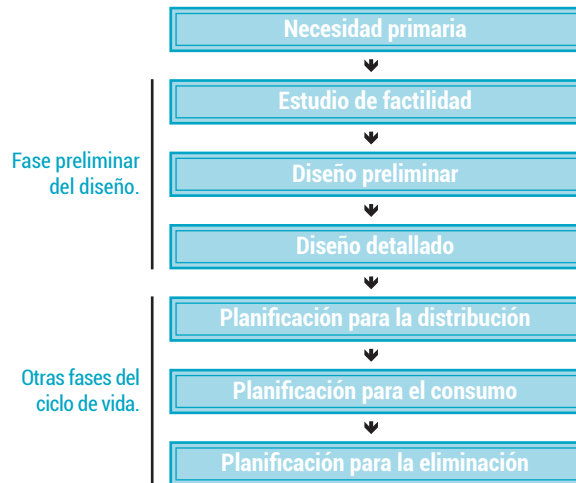 Necesidad primaria
Estudio de factilidad
Fase preliminar
del diseño.
Diseño preliminar
Diseño detallado
Planificación para la distribución
Otras fases del
ciclo de vida.
Planificación para el consumo
Planificación para la eliminación